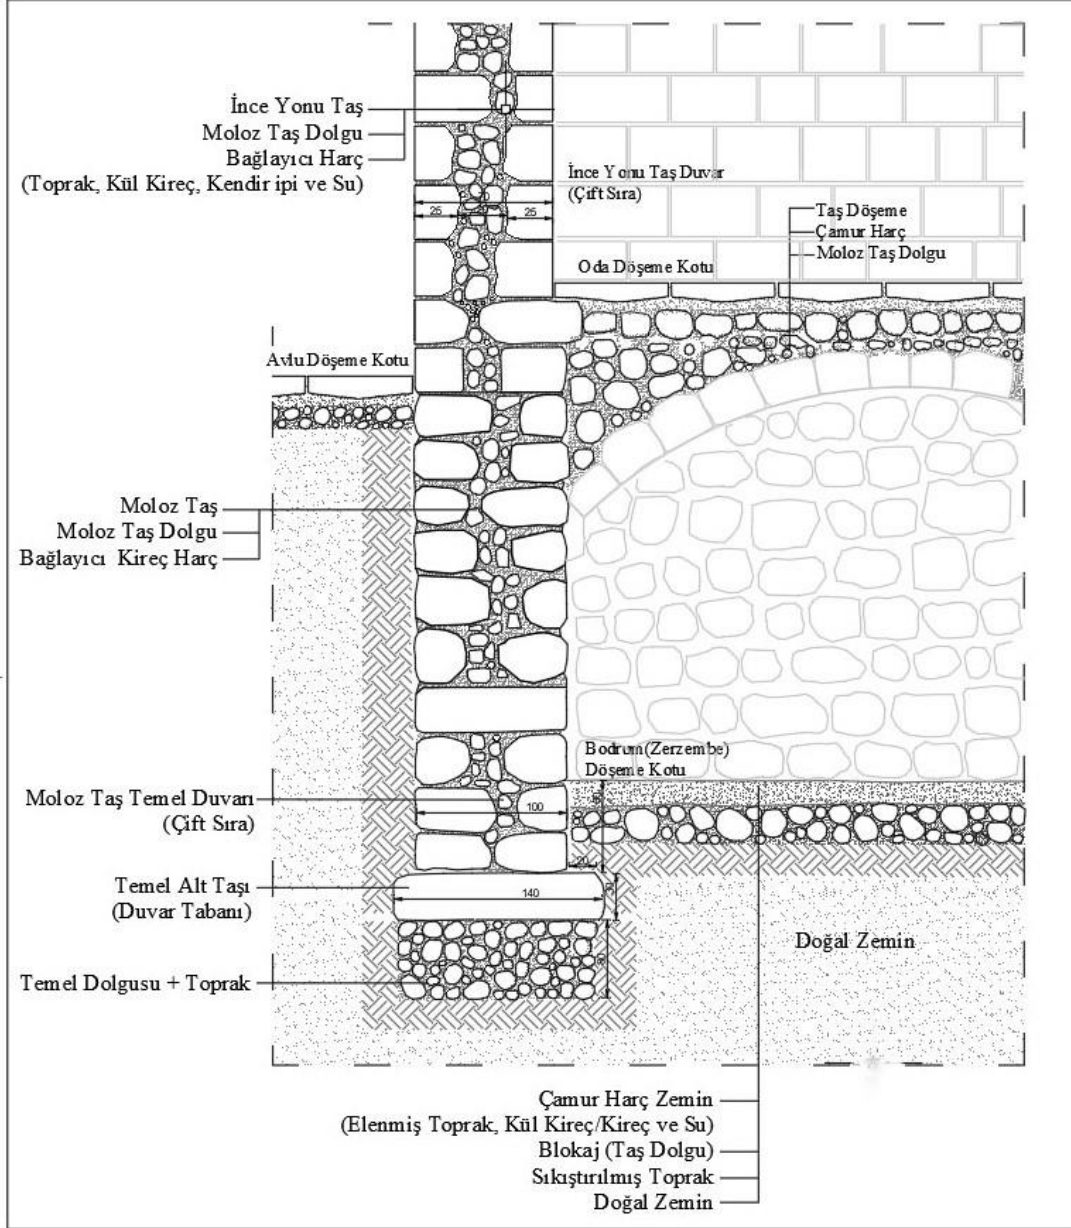 İnce Yonu Taş
Moloz Taş Dolgu
Bağlayıcı Harç
(Toprak, Kül Kireç, Kendir ipi ve Su)
İnce Yonu Taş Duvar
(Çift Sıra)
25
25
Taş Döşeme
Çamur Harç
Moloz Taş Dolgu
Oda Döşeme Kotu
Avlu Döşeme Kotu
Moloz Taş
Moloz Taş Dolgu
Bağlayıcı Kireç Harç
Bodrum(Zerzembe)
Döşeme Kotu
Moloz Taş Temel Duvarı
(Çift Sıra)
100
20
Temel Alt Taşı
(Duvar Tabanı)
140
30
Doğal Zemin
Temel Dolgusu + Toprak
Çamur Harç Zemin
(Elenmiş Toprak, Kül Kireç/Kireç ve Su)
Blokaj (Taş Dolgu)
Sıkıştırılmış Toprak
Doğal Zemin